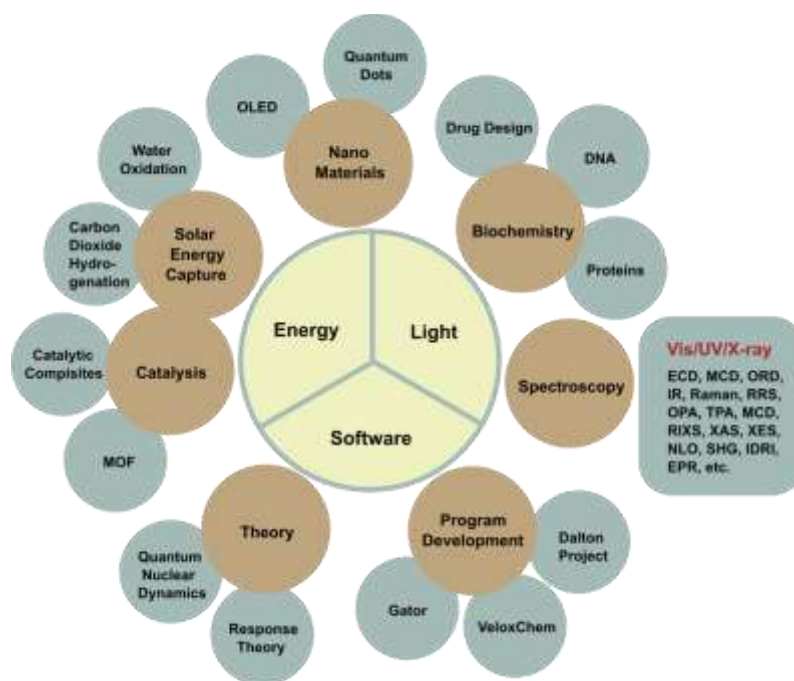 Quantum
Dots
OLED
Nano
Materials
Drug Design
DNA
Biochemistry
Proteins
Water
Oxidation
Carbon
Dioxide
Hydro-
genation
Solar
Energy
Capture
Energy
Light
Software
Catalytic
Compisites
Catalysis
MOF
Spectroscopy
Vis/UV/X-ray
ECD, MCD, ORD,
IR, Raman, RRS,
OPA, TPA, MCD,
RIXS, XAS, XES,
NLO, SHG, IDRI,
EPR, etc.
Theory
Quantum
Nuclear
Dynamics
Response
Theory
Program
Development
Dalton
Project
Gator
VeloxChem